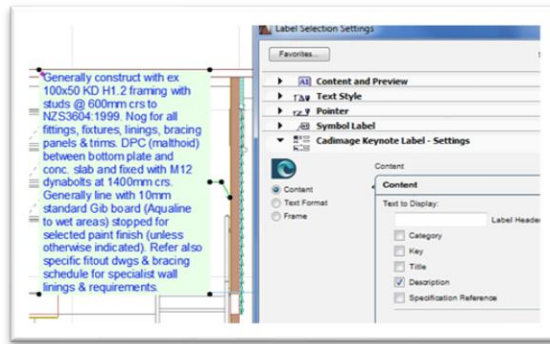 Generally construct with ex
100x50 KD H1.2 framing with
studs @ 600mm crs to
NZS3604:1999. Nog for all
fittings, fixtures, linings, bracing
panels & trims. DPC (malthoid)
between bottom plate and
conc. slab and fixed with M12
dynabolts at 1400mm crs.
Generally line with 10mm
standard Gib board (Aqualine
to wet areas) stopped for
selected paint finish (unless
otherwise indicated). Refer also
specific fitout dwgs & bracing
schedule for specialist wall
linings & requirements.
Label Selection Settings
Favorites...
Content and Preview
Text Style
Pointer
Symbol Label
Cadimage Keynote Label - Settings
Content
Text Format
Frame
Content
Content
Text to Display:
Label Header
Category
Key
Title
Description
Specification Reference